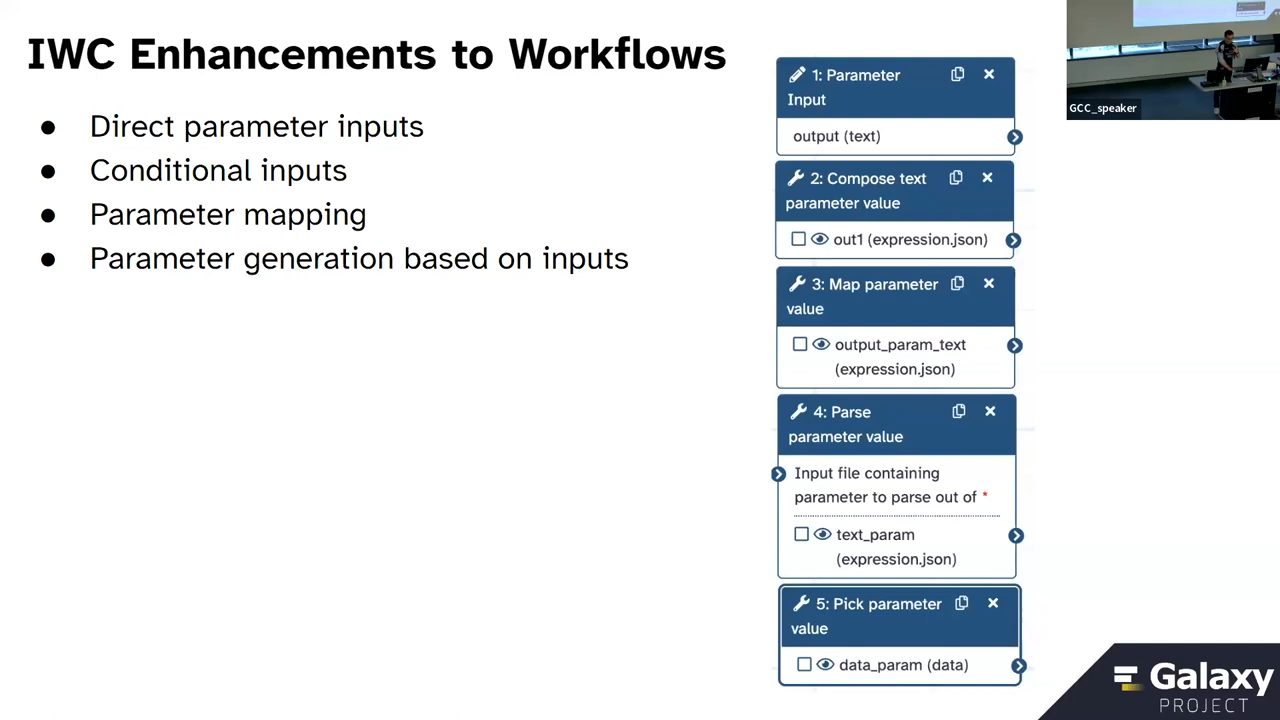 IWC Enhancements to Workflows
● Direct parameter inputs
● Conditional inputs
● Parameter mapping
● Parameter generation based on inputs
1: Parameter
Input
output (text)
2: Compose text
parameter value
out1 (expression.json)
3: Map parameter
value
output_param_text
(expression.json)
4: Parse
parameter value
Input file containing
parameter to parse out of *
text_param
(expression.json)
5: Pick parameter
value
data_param (data)
GCC_speaker
Galaxy
PROJECT